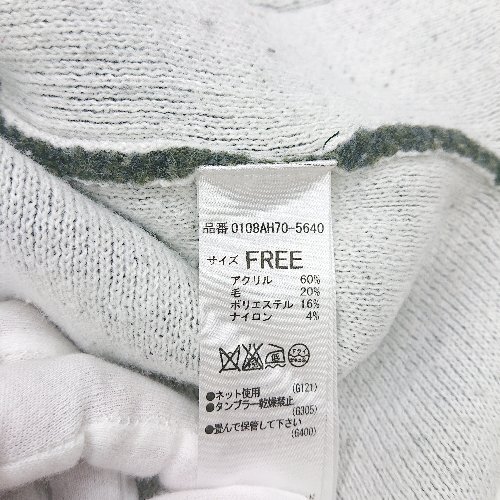 品番 0108AH70-5640
サイズ FREE
アクリル 60%
毛 20%
ポリエステル 16%
ナイロン 4%
●ネット使用 (G121)
●タンブラー乾燥禁止 (G305)
●畳んで保管して下さい (G400)